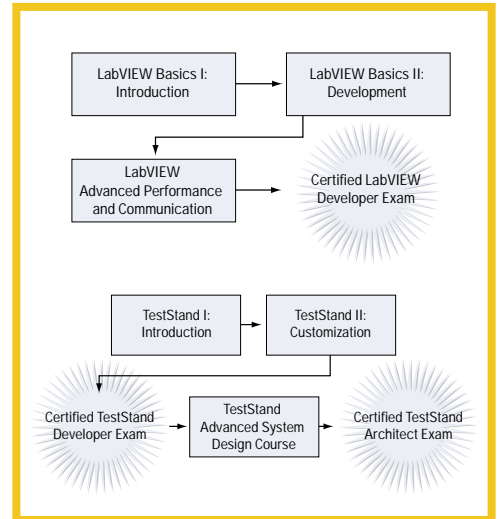 LabVIEW Basics I:
Introduction
LabVIEW Basics II:
Development
LabVIEW
Advanced Performance
and Communication
Certified LabVIEW
Developer Exam
TestStand I:
Introduction
TestStand II:
Customization
Certified TestStand
Developer Exam
TestStand
Advanced System
Design Course
Certified TestStand
Architect Exam